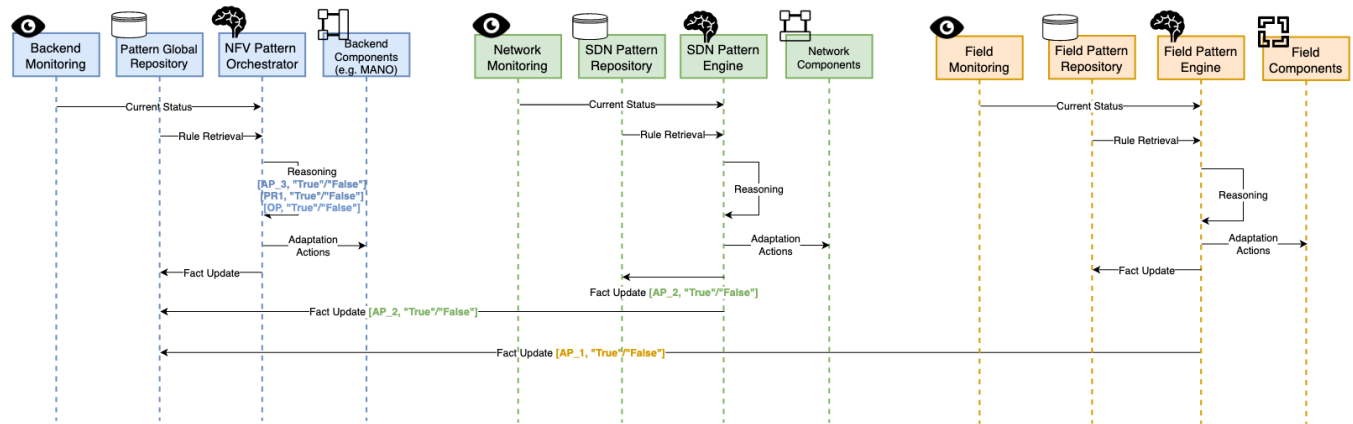 Backend
Monitoring
Pattern Global
Repository
NFV Pattern
Orchestrator
Backend
Components
(e.g. MANO)
Network
Monitoring
SDN Pattern
Repository
SDN Pattern
Engine
Network
Components
Field
Monitoring
Field Pattern
Repository
Field Pattern
Engine
Field
Components
Current Status
Rule Retrieval
Reasoning
[AP_3, "True"/"False"]
[PR1, "True"/"False"]
[OP, "True"/"False"]
Adaptation
Actions
Fact Update
Current Status
Rule Retrieval
Reasoning
Adaptation
Actions
Fact Update [AP_2, "True"/"False"]
Fact Update [AP_2, "True"/"False"]
Current Status
Rule Retrieval
Reasoning
Adaptation
Actions
Fact Update
Fact Update [AP_1, "True"/"False"]